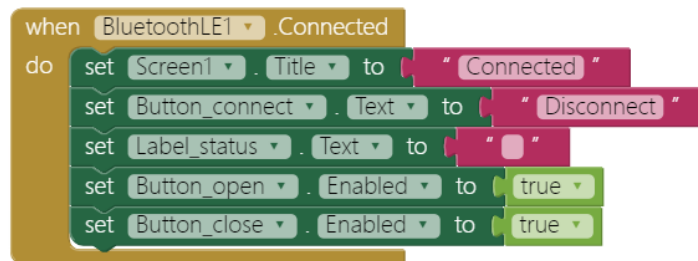 when BluetoothLE1 .Connected
do set Screen1 . Title to " Connected "
set Button_connect . Text to " Disconnect "
set Label_status . Text to " "
set Button_open . Enabled to true
set Button_close . Enabled to true